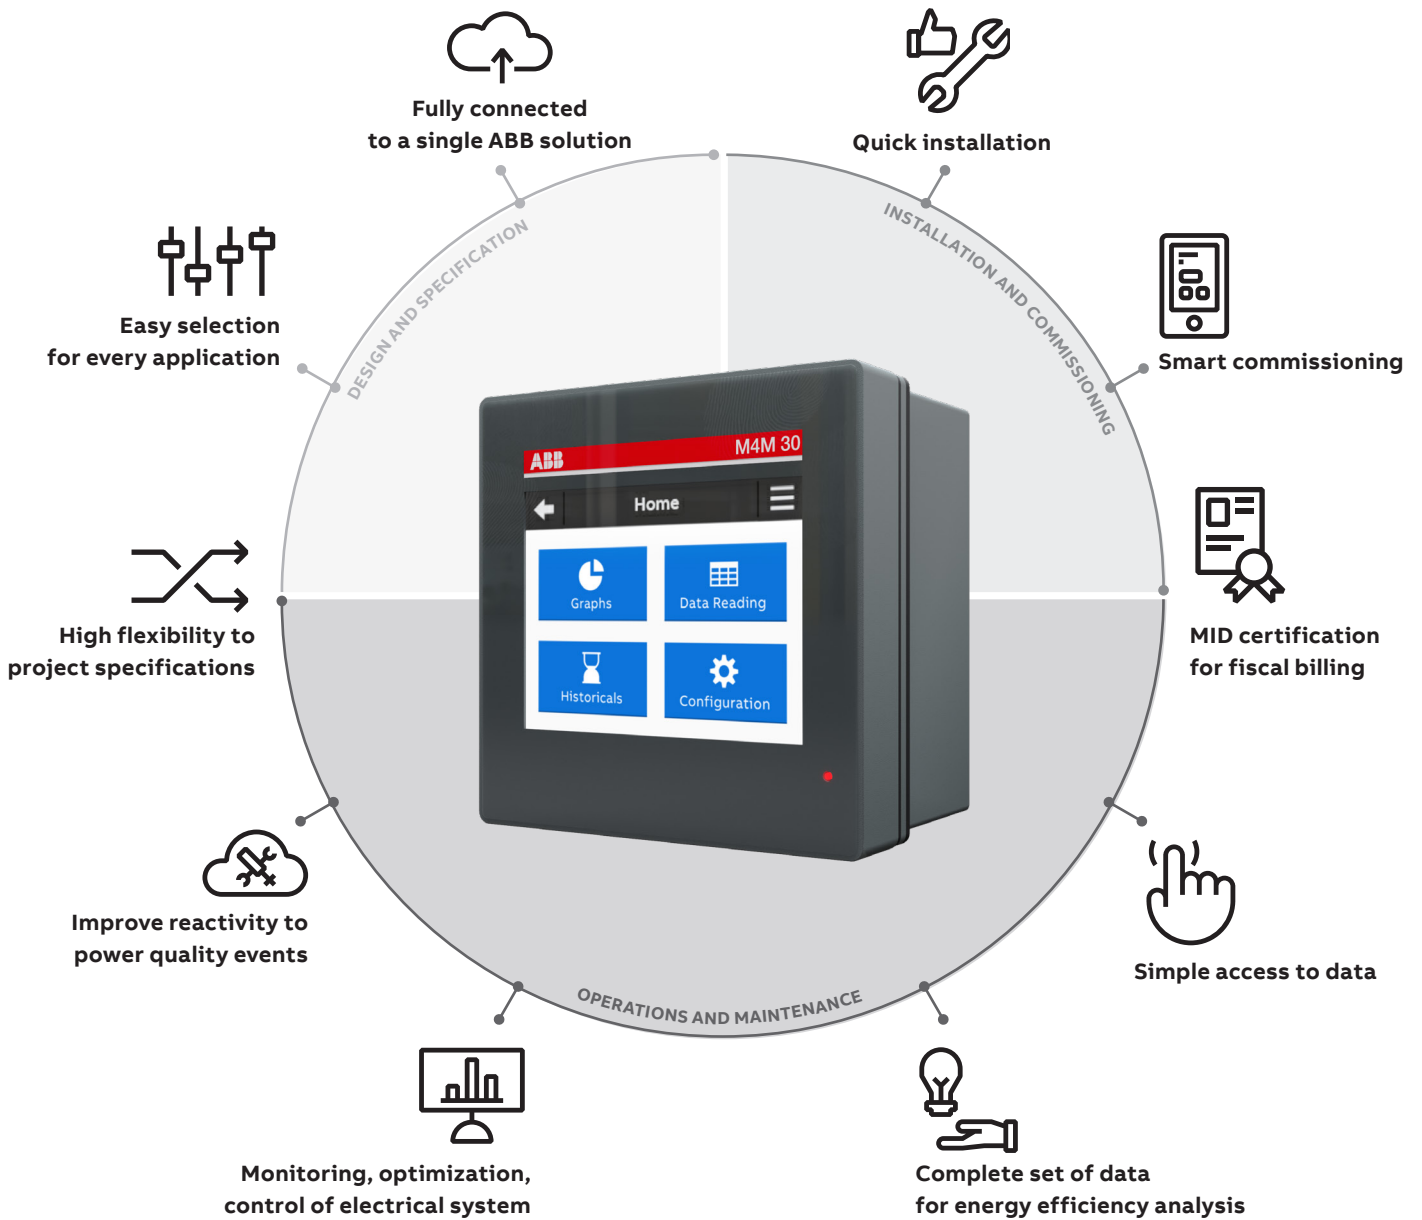 Fully connected
to a single ABB solution
Quick installation
DESIGN AND SPECIFICATION
INSTALLATION AND COMMISSIONING
Easy selection
for every application
Smart commissioning
ABB
M4M 30
Home
Graphs
Data Reading
Historicals
Configuration
High flexibility to
project specifications
MID certification
for fiscal billing
Improve reactivity to
power quality events
Simple access to data
OPERATIONS AND MAINTENANCE
Monitoring, optimization,
control of electrical system
Complete set of data
for energy efficiency analysis